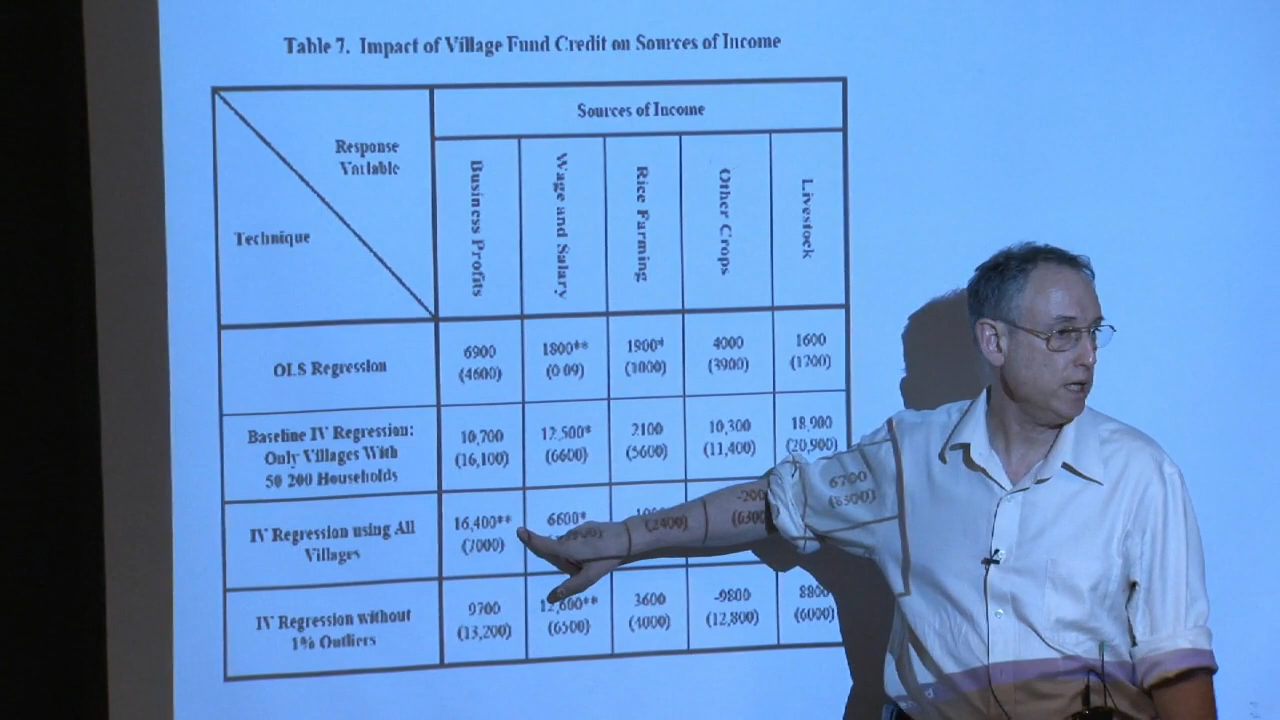 Table 7. Impact of Village Fund Credit on Sources of Income
Response
Variable
Technique
Sources of Income
Business Profits
Wage and Salary
Rice Farming
Other Crops
Livestock
OLS Regression
6900 1800** 1900* 4000 1600
(4600) (0 09) (1000) (3900) (1200)
Baseline IV Regression:
Only Villages With
50 200 Households
10,700 12,500* 2100 10,300 18,900
(16,100) (6600) (5600) (11,400) (20,900)
IV Regression using All
Villages
16,400** 6600* -200 6700
(7000) (2400) (6300 (6300)
IV Regression without
1% Outliers
9700 12,600** 3600 -9800 8800
(13,200) (6500) (4000) (12,800) (6000)